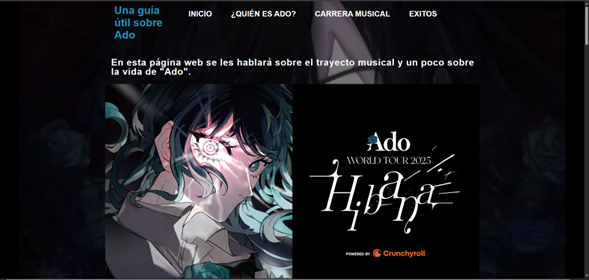 Una guía
útil sobre
Ado
INICIO ¿QUIÉN ES ADO? CARRERA MUSICAL EXITOS
En esta página web se les hablará sobre el trayecto musical y un poco sobre
la vida de "Ado".
Ado
WORLD TOUR 2025
Hibana
POWERED BY Crunchyroll